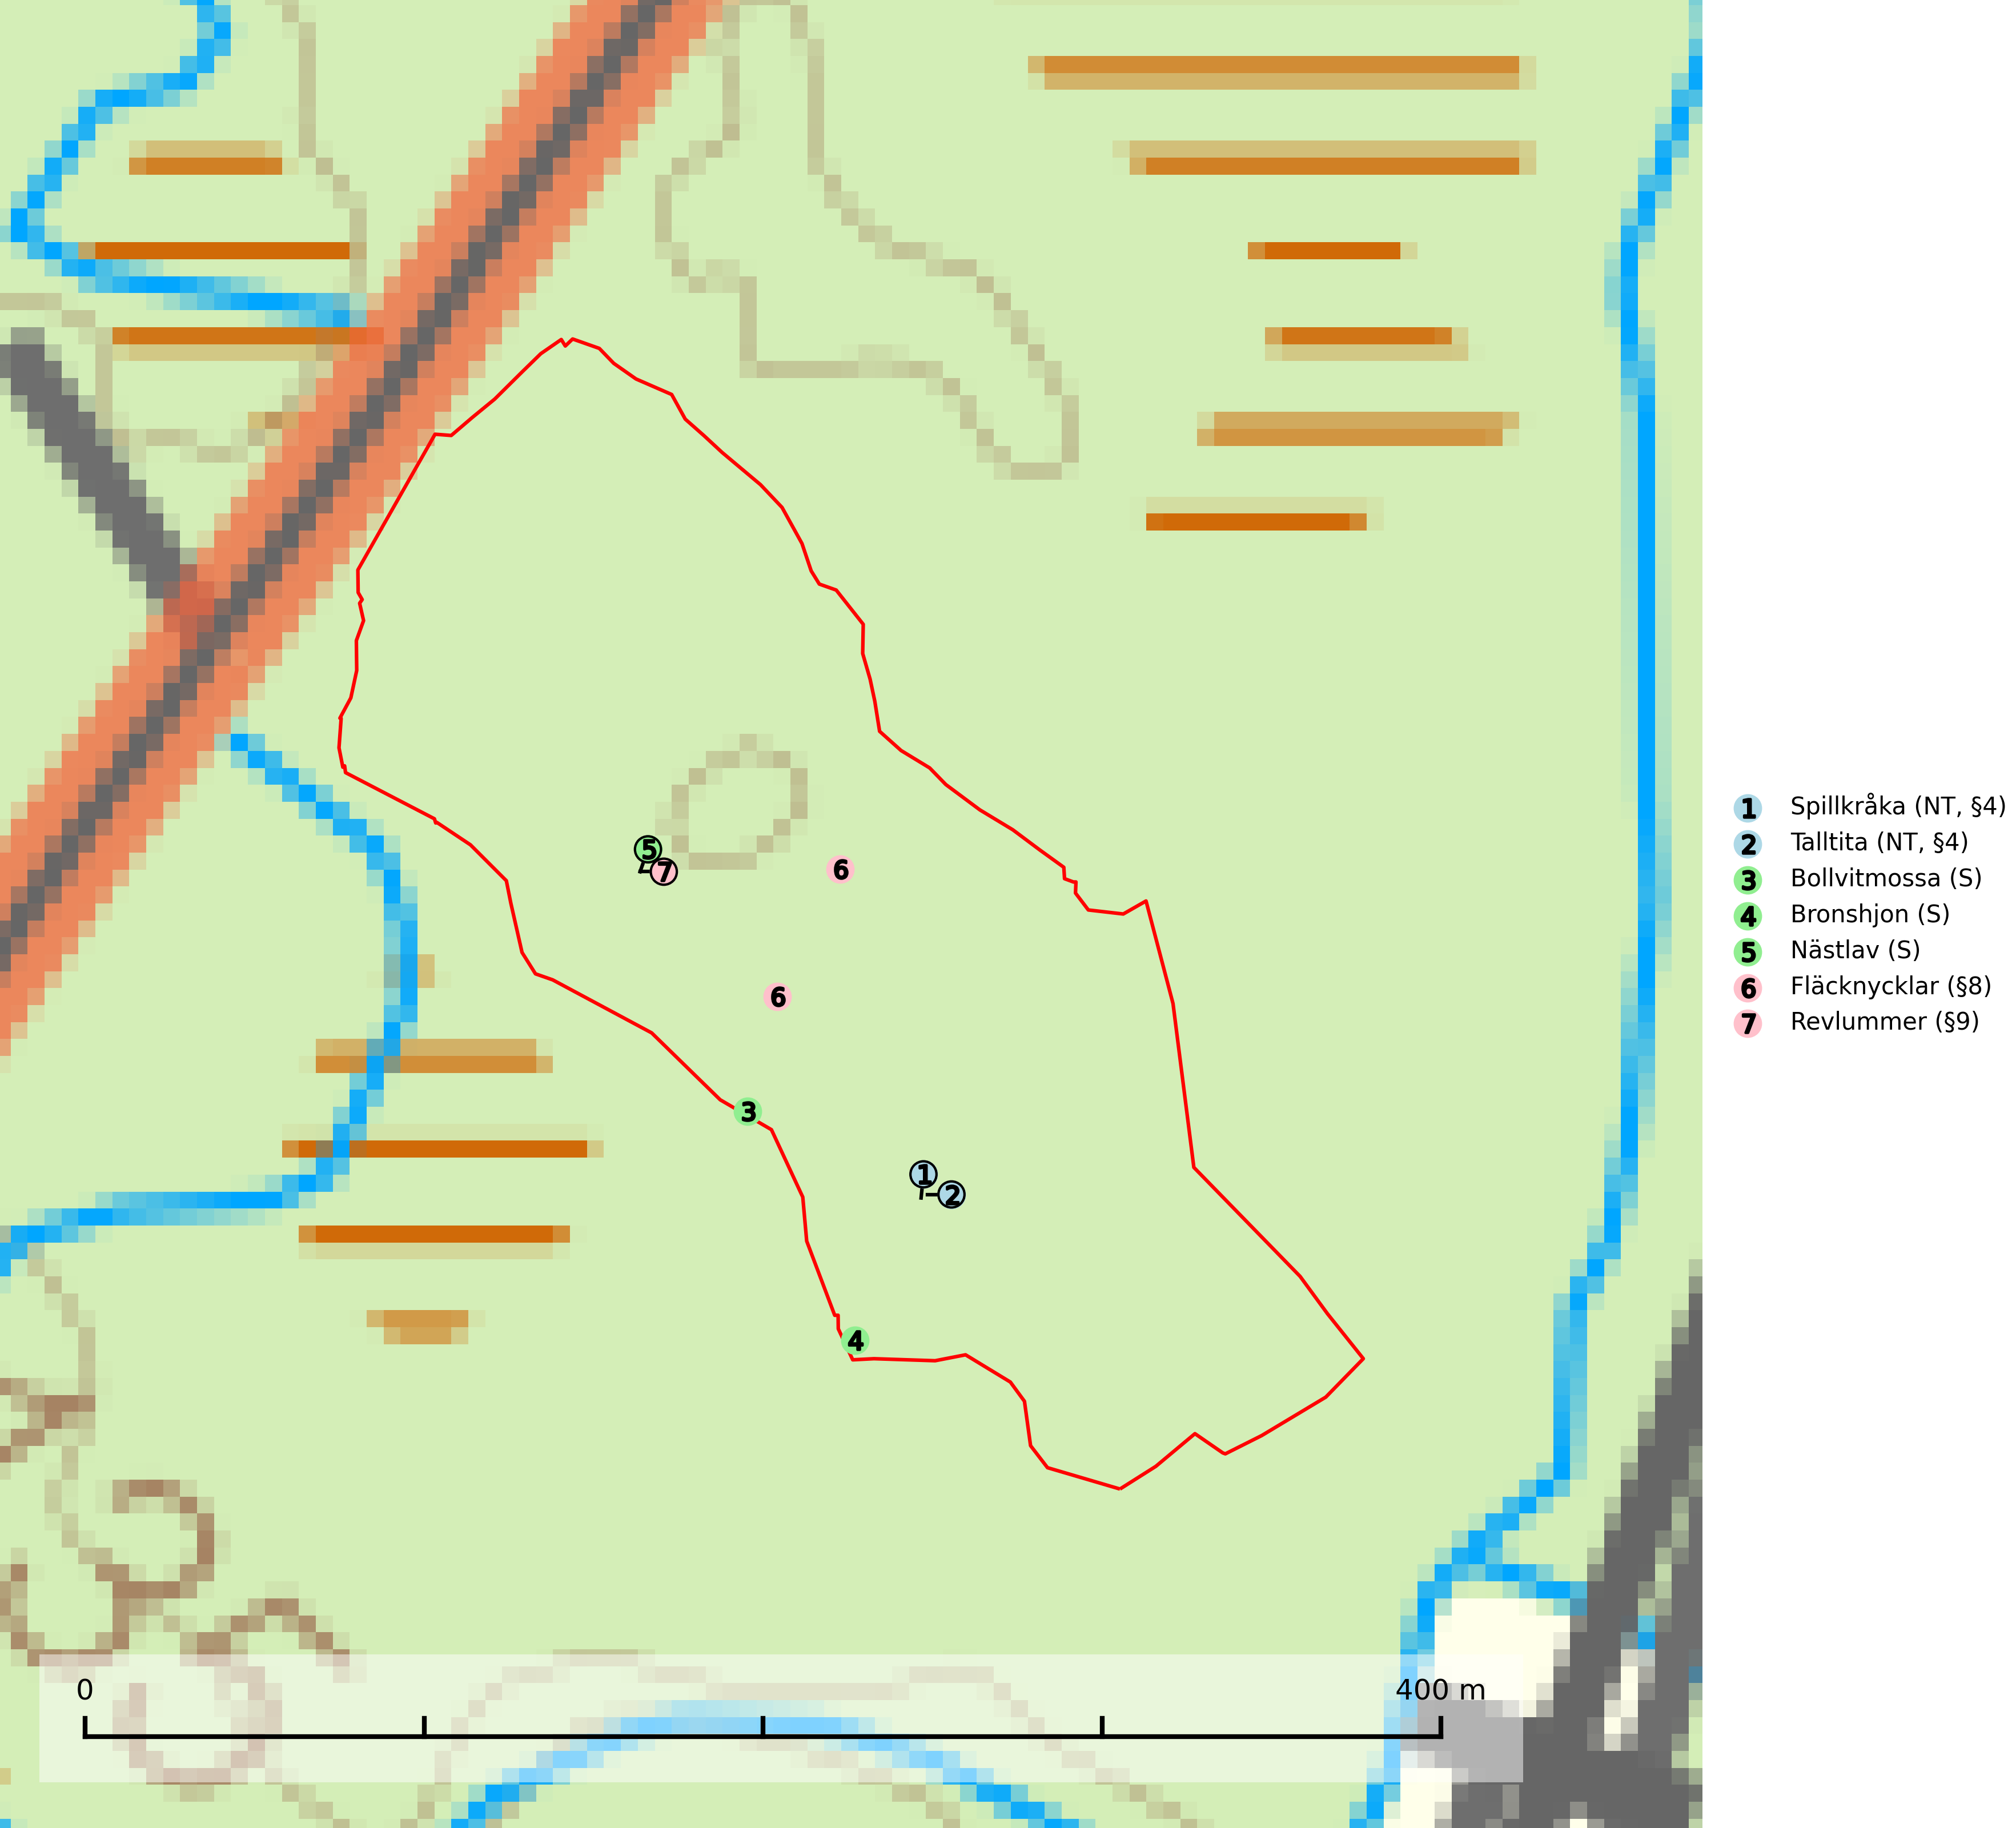 5
7
6
6
3
1
2
4
1 Spillkråka (NT, §4)
2 Talltita (NT, §4)
3 Bollvitmossa (S)
4 Bronshjon (S)
5 Nästlav (S)
6 Fläcknycklar (§8)
7 Revlummer (§9)
0 400 m